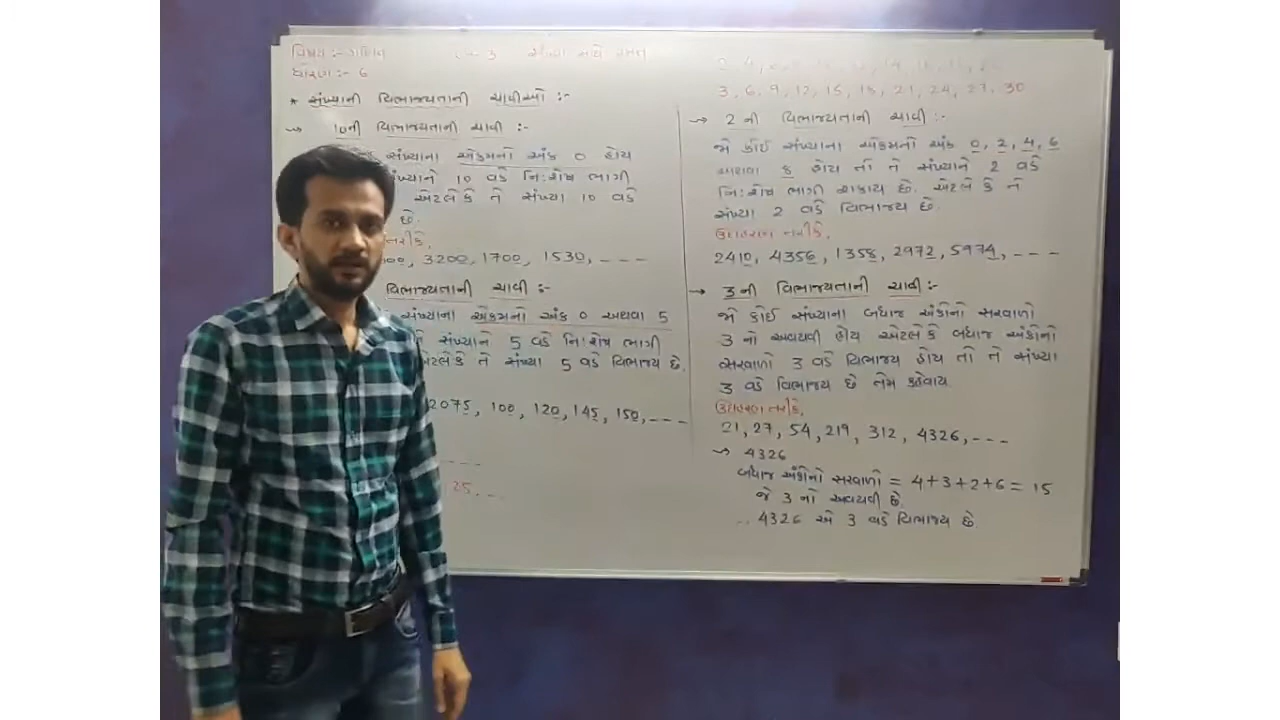 વિષય :- ગણિત
ધોરણ :- 6
* સંખ્યાની વિભાજ્યતાની ચાવીઓ :-
→ 10ની વિભાજ્યતાની ચાવી :-
સંખ્યાના એકમનો અંક 0 હોય
સંખ્યાને 10 વડે નિ:શેષ ભાગી
એટલે કે તે સંખ્યા 10 વડે
છે.
3200, 1700, 1530, ---
વિભાજ્યતાની ચાવી :-
સંખ્યાના એકમનો અંક 0 અથવા 5
સંખ્યાને 5 વડે નિ:શેષ ભાગી
એટલે કે તે સંખ્યા 5 વડે વિભાજ્ય છે.
2075, 100, 120, 145, 150, ---
25, --
3, 6, 9, 12, 15, 18, 21, 24, 27, 30
→ 2 ની વિભાજ્યતાની ચાવી :-
જો કોઈ સંખ્યાના એકમનો અંક 0, 2, 4, 6
અથવા 8 હોય તો તે સંખ્યાને 2 વડે
નિ:શેષ ભાગી શકાય છે. એટલે કે તે
સંખ્યા 2 વડે વિભાજ્ય છે.
ઉદાહરણ તરીકે,
2410, 4356, 1358, 2972, 5974, ---
→ 3ની વિભાજ્યતાની ચાવી :-
જો કોઈ સંખ્યાના બધાજ અંકોનો સરવાળો
3 નો અવયવી હોય એટલે કે બધાજ અંકોનો
સરવાળો 3 વડે વિભાજ્ય હોય તો તે સંખ્યા
3 વડે વિભાજ્ય છે તેમ કહેવાય
ઉદાહરણ તરીકે,
21, 27, 54, 219, 312, 4326, ---
→ 4326
બધાજ અંકોનો સરવાળો = 4+3+2+6 = 15
જે 3 નો અવયવી છે.
∴ 4326 એ 3 વડે વિભાજ્ય છે.